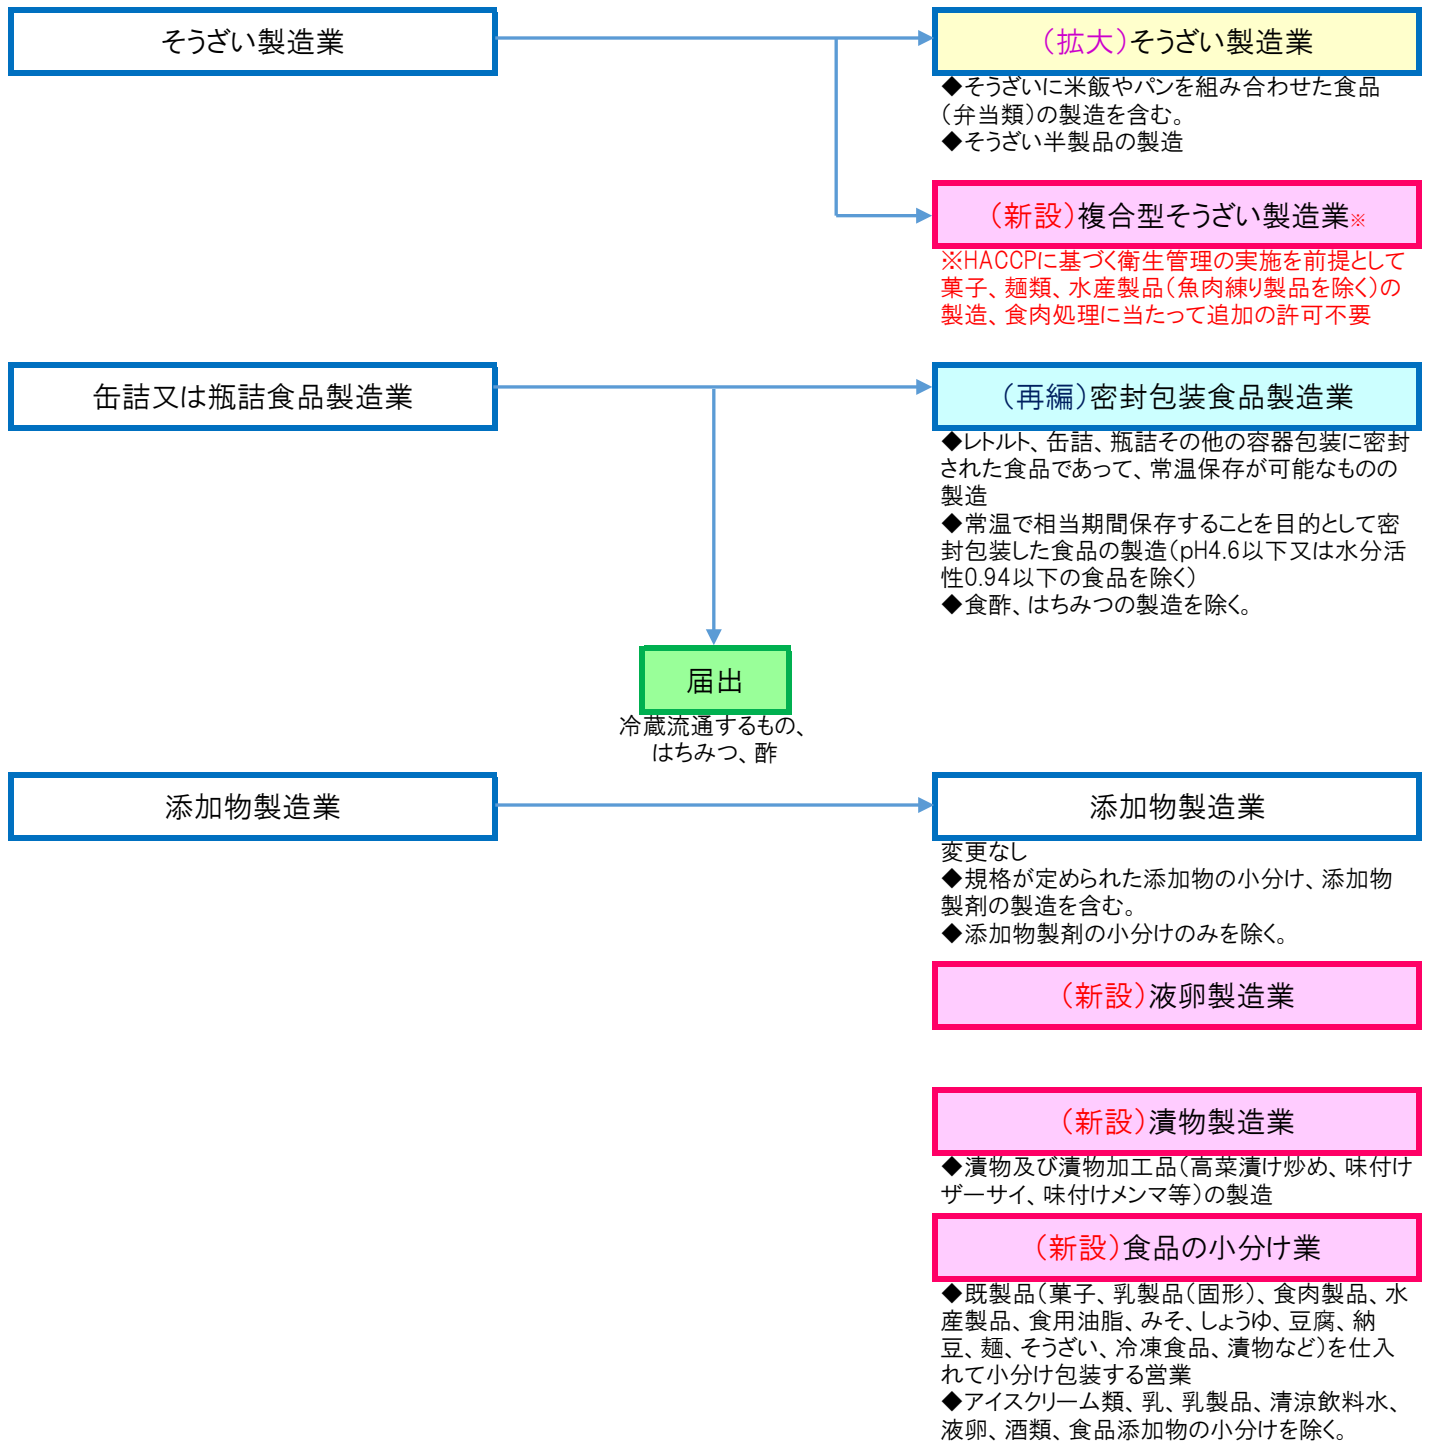 そうざい製造業
（拡大）そうざい製造業
◆そうざいに米飯やパンを組み合わせた食品
（弁当類）の製造を含む。
◆そうざい半製品の製造
（新設）複合型そうざい製造業※
※HACCPに基づく衛生管理の実施を前提として
菓子、麺類、水産製品（魚肉練り製品を除く）の
製造、食肉処理に当たって追加の許可不要
缶詰又は瓶詰食品製造業
（再編）密封包装食品製造業
◆レトルト、缶詰、瓶詰その他の容器包装に密封
された食品であって、常温保存が可能なものの
製造
◆常温で相当期間保存することを目的として密
封包装した食品の製造（pH4.6以下又は水分活
性0.94以下の食品を除く）
◆食酢、はちみつの製造を除く。
届出
冷蔵流通するもの、
はちみつ、酢
添加物製造業
添加物製造業
変更なし
◆規格が定められた添加物の小分け、添加物
製剤の製造を含む。
◆添加物製剤の小分けのみを除く。
（新設）液卵製造業
（新設）漬物製造業
◆漬物及び漬物加工品（高菜漬け炒め、味付け
ザーサイ、味付けメンマ等）の製造
（新設）食品の小分け業
◆既製品（菓子、乳製品（固形）、食肉製品、水
産製品、食用油脂、みそ、しょうゆ、豆腐、納
豆、麺、そうざい、冷凍食品、漬物など）を仕入
れて小分け包装する営業
◆アイスクリーム類、乳、乳製品、清涼飲料水、
液卵、酒類、食品添加物の小分けを除く。